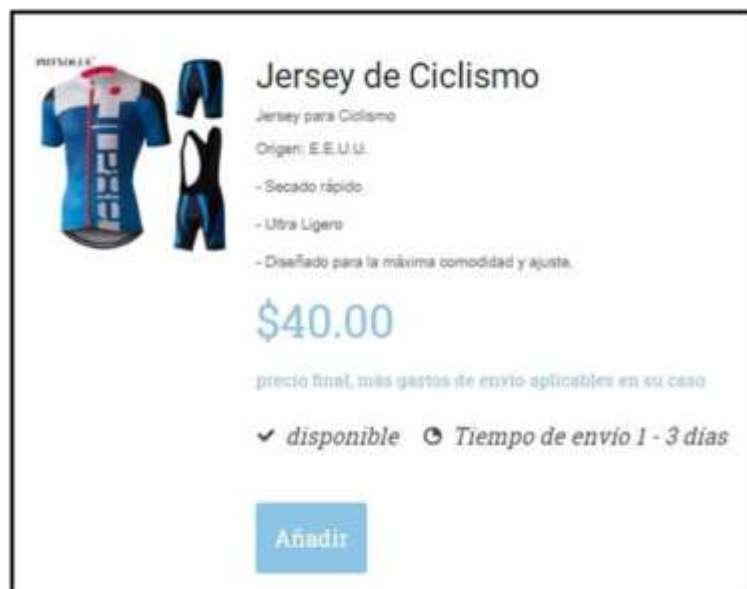 Jersey de Ciclismo
Jersey para Ciclismo
Origen: E.E.U.U.
- Secado rápido
- Ultra Ligero
- Diseñado para la máxima comodidad y ajuste.
$40.00
precio final, más gastos de envío aplicables en su caso
disponible Tiempo de envío 1 - 3 días
Añadir